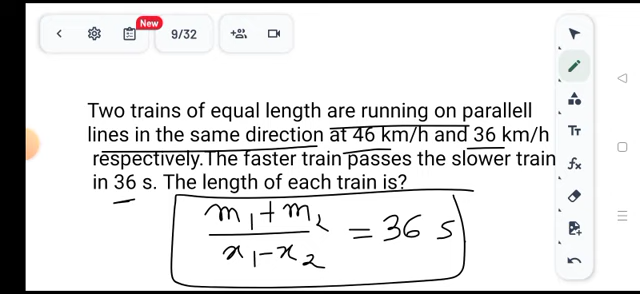 New
9/32
Two trains of equal length are running on parallell
lines in the same direction at 46 km/h and 36 km/h
respectively.The faster train passes the slower train
in 36 s. The length of each train is?
m₁+m₂
x₁-x₂
= 36 s
Tт
fx